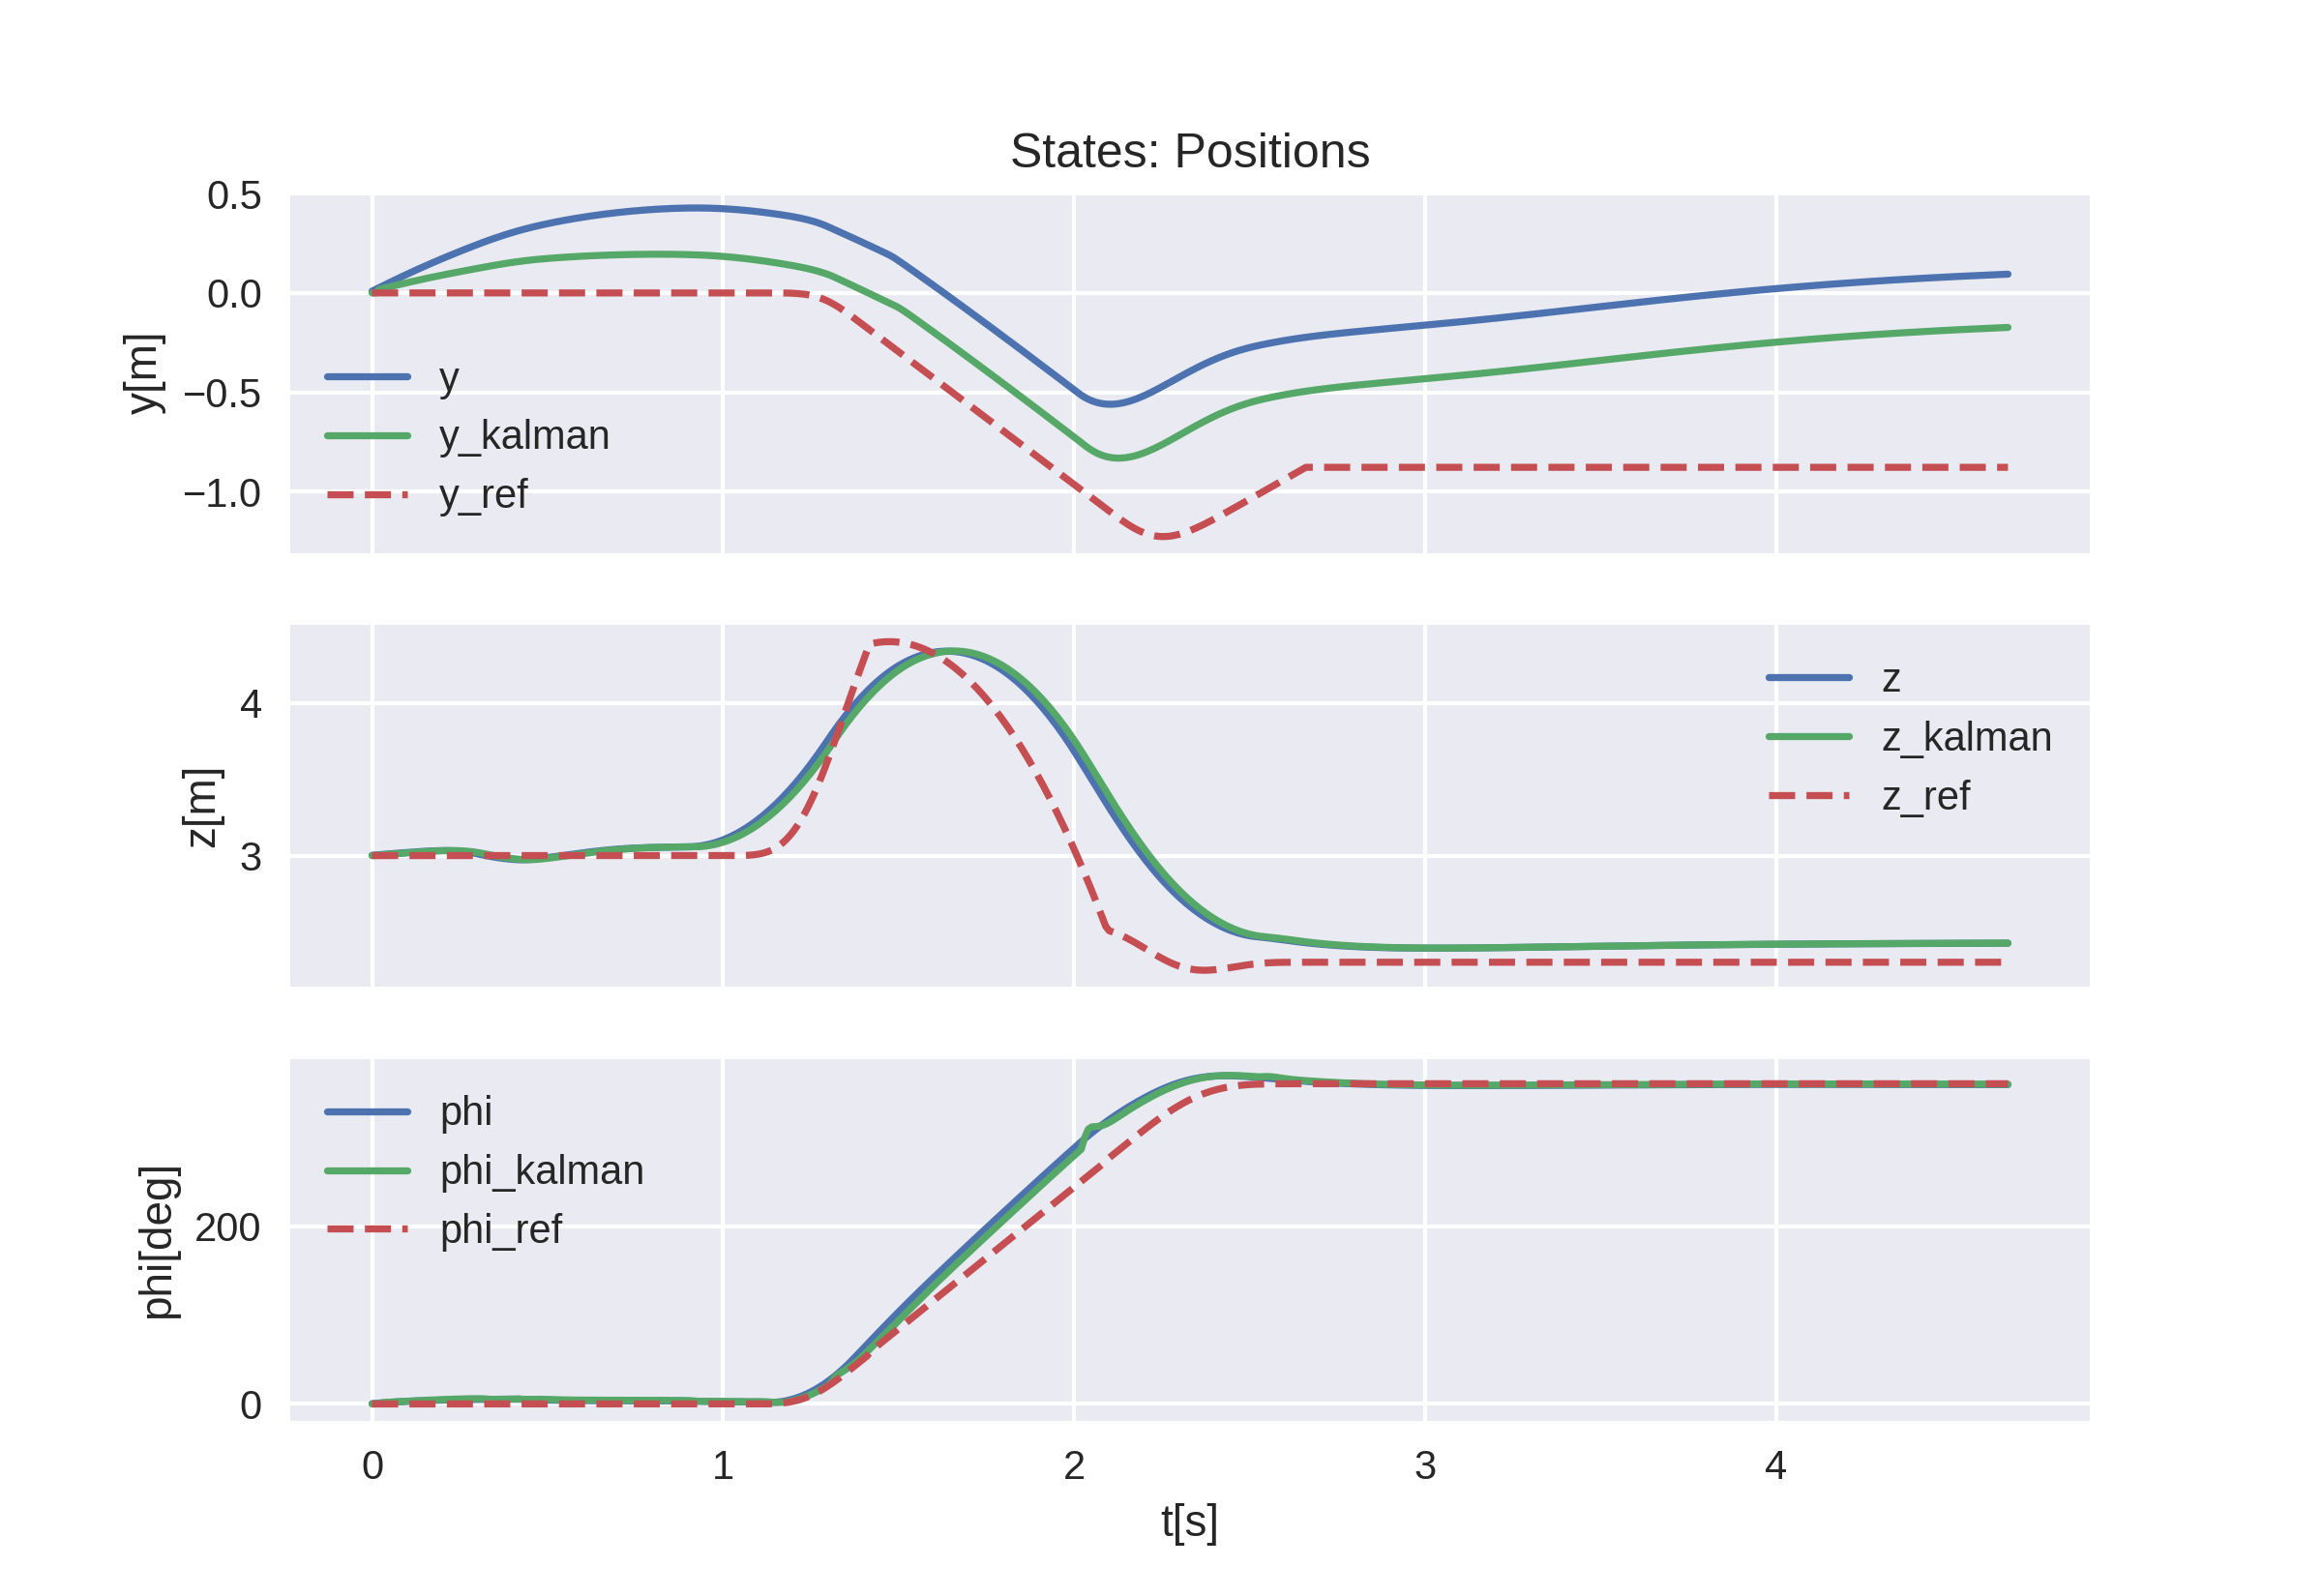 States: Positions
0.5
0.0
−0.5
−1.0
y[m]
y
y_kalman
y_ref
4
3
z[m]
z
z_kalman
z_ref
200
0
phi[deg]
phi
phi_kalman
phi_ref
0 1 2 3 4
t[s]